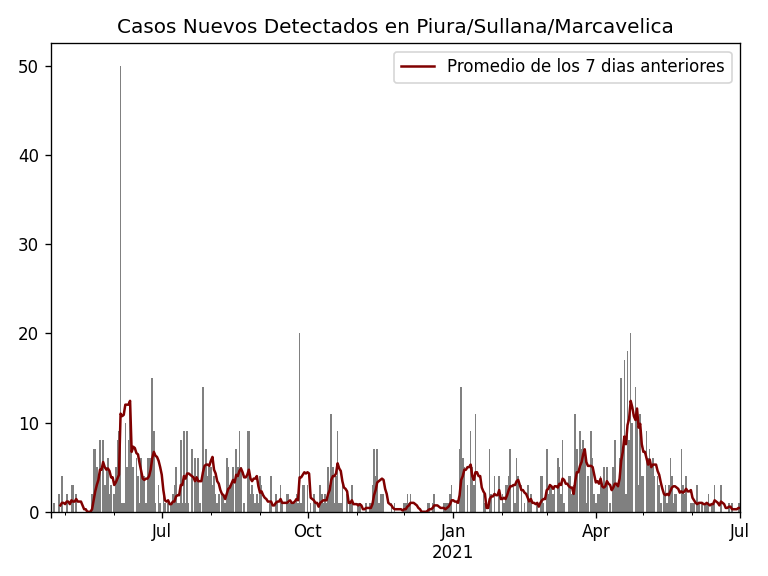 Casos Nuevos Detectados en Piura/Sullana/Marcavelica
Promedio de los 7 dias anteriores
50
40
30
20
10
0
Jul
Oct
Jan
2021
Apr
Jul